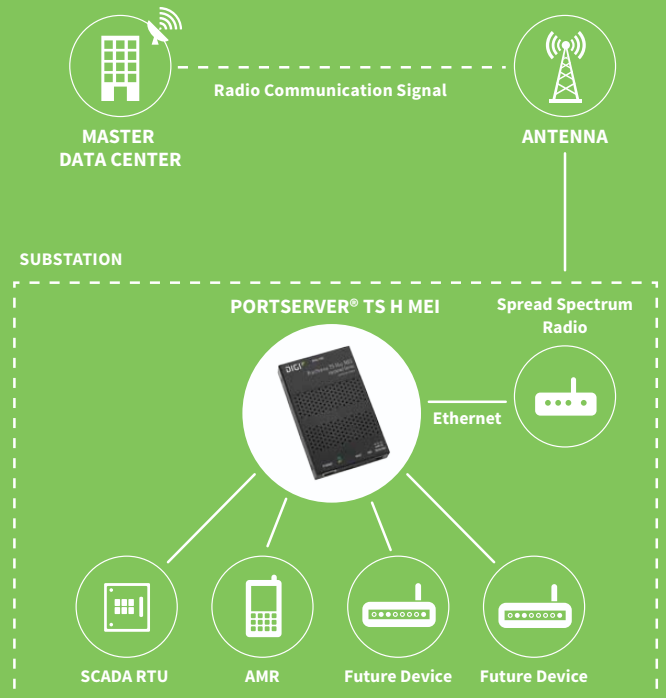 Radio Communication Signal
MASTER
DATA CENTER
ANTENNA
SUBSTATION
PORTSERVER® TS H MEI
Spread Spectrum
Radio
DIGI
Ethernet
SCADA RTU
AMR
Future Device
Future Device